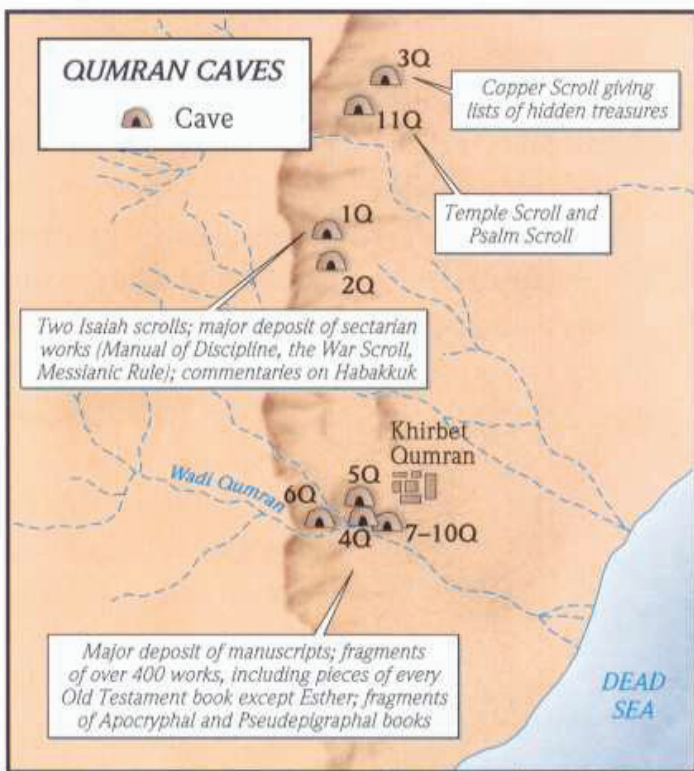 QUMRAN CAVES
Cave
3Q
Copper Scroll giving
lists of hidden treasures
11Q
Temple Scroll and
Psalm Scroll
1Q
2Q
Two Isaiah scrolls; major deposit of sectarian
works (Manual of Discipline, the War Scroll,
Messianic Rule); commentaries on Habakkuk
Khirbet
Qumran
Wadi Qumran
5Q
6Q
4Q
7–10Q
Major deposit of manuscripts; fragments
of over 400 works, including pieces of every
Old Testament book except Esther; fragments
of Apocryphal and Pseudepigraphal books
DEAD
SEA